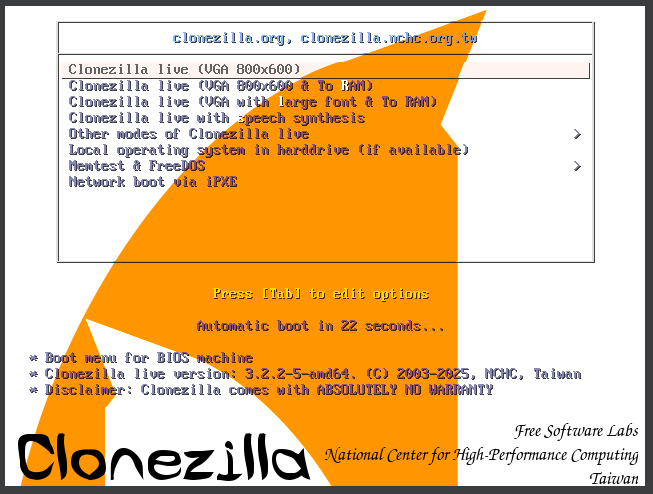 clonezilla.org, clonezilla.nchc.org.tw
Clonezilla live (VGA 800x600)
Clonezilla live (VGA 800x600 & To RAM)
Clonezilla live (VGA with large font & To RAM)
Clonezilla live with speech synthesis
Other modes of Clonezilla live >
Local operating system in harddrive (if available)
Memtest & FreeDOS >
Network boot via iPXE
Press [Tab] to edit options
Automatic boot in 22 seconds...
* Boot menu for BIOS machine
* Clonezilla live version: 3.2.2-5-amd64. (C) 2003-2025, NCHC, Taiwan
* Disclaimer: Clonezilla comes with ABSOLUTELY NO WARRANTY
Clonezilla
Free Software Labs
National Center for High-Performance Computing
Taiwan